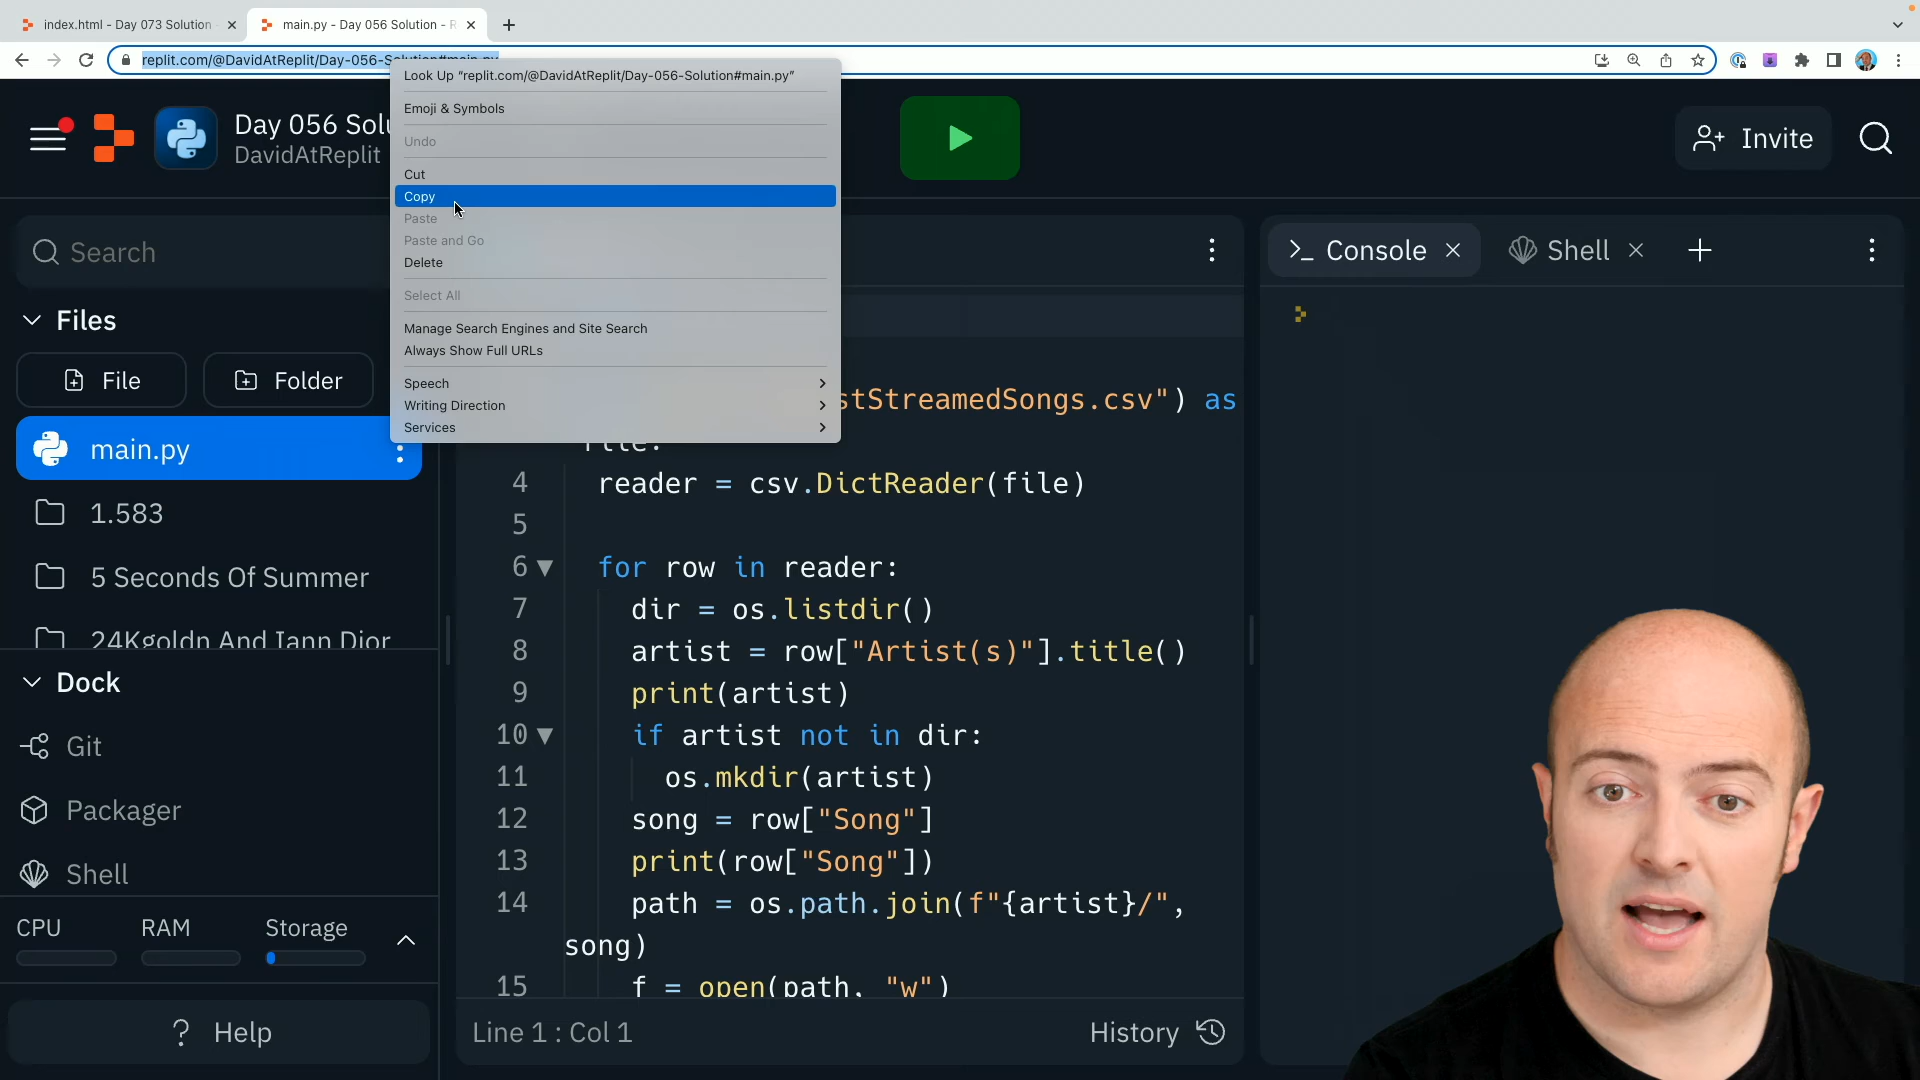 index.html - Day 073 Solution
main.py - Day 056 Solution - R
replit.com/@DavidAtReplit/Day-056-Solution#main.py
Look Up “replit.com/@DavidAtReplit/Day-056-Solution#main.py”
Emoji & Symbols
Undo
Cut
Copy
Paste
Paste and Go
Delete
Select All
Manage Search Engines and Site Search
Always Show Full URLs
Speech
Writing Direction
Services
Day 056 Solu
DavidAtReplit
Invite
Search
Files
File
Folder
main.py
1.583
5 Seconds Of Summer
24Kgoldn And Iann Dior
Dock
Git
Packager
Shell
CPU
RAM
Storage
? Help
stStreamedSongs.csv") as
file:
4 reader = csv.DictReader(file)
5
6 for row in reader:
7 dir = os.listdir()
8 artist = row["Artist(s)"].title()
9 print(artist)
10 if artist not in dir:
11 os.mkdir(artist)
12 song = row["Song"]
13 print(row["Song"])
14 path = os.path.join(f"{artist}/",
song)
15 f = open(path, "w")
Line 1 : Col 1
History
Console
Shell